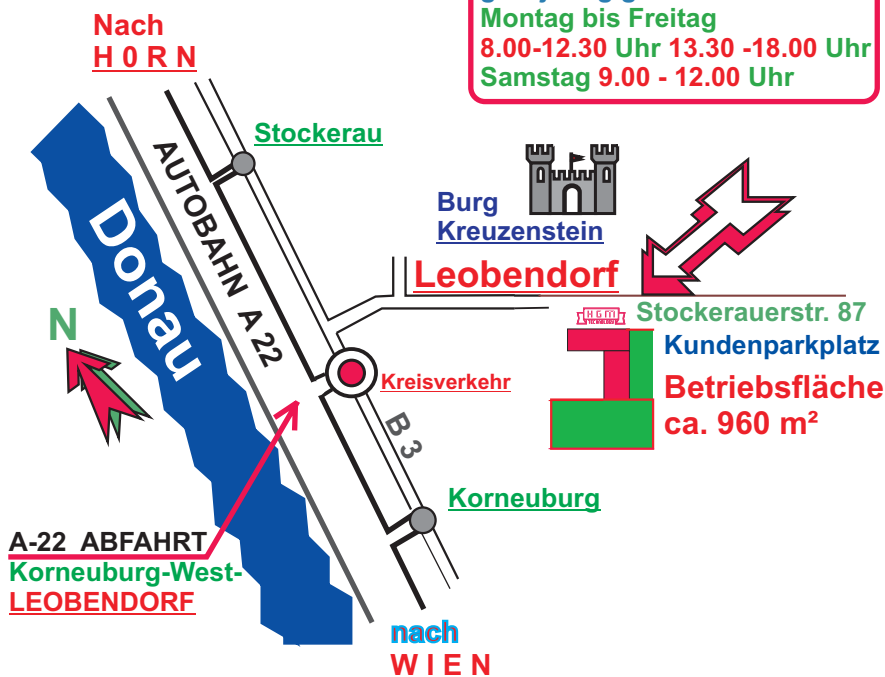 Montag bis Freitag
8.00-12.30 Uhr 13.30 -18.00 Uhr
Samstag 9.00 - 12.00 Uhr
Nach
H 0 R N
Stockerau
AUTOBAHN A 22
Donau
Burg
Kreuzenstein
Leobendorf
N
HGM
Stockerauerstr. 87
Kundenparkplatz
Kreisverkehr
Betriebsfläche
ca. 960 m²
B 3
Korneuburg
A-22 ABFAHRT
Korneuburg-West-
LEOBENDORF
nach
W I E N